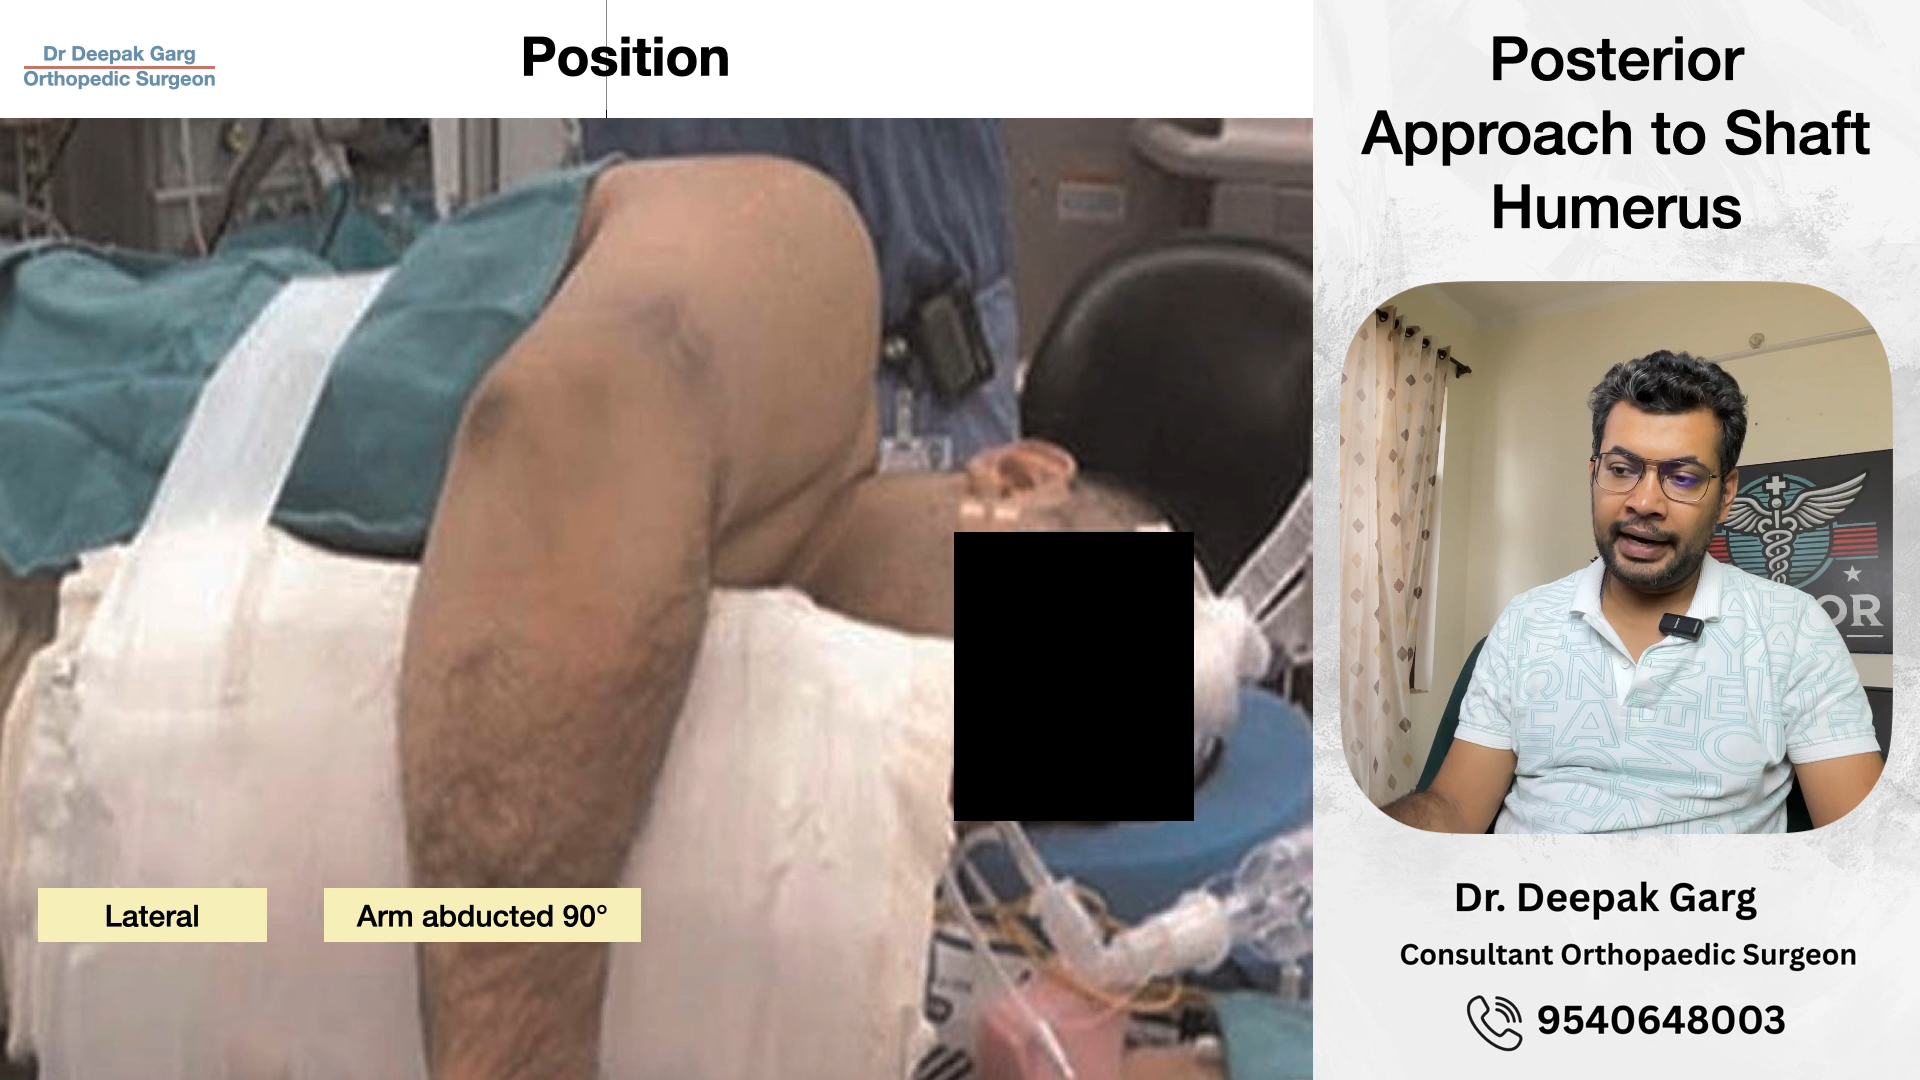 Dr Deepak Garg
Orthopedic Surgeon
Position
Lateral
Arm abducted 90°
Posterior
Approach to Shaft
Humerus
OR
Dr. Deepak Garg
Consultant Orthopaedic Surgeon
9540648003